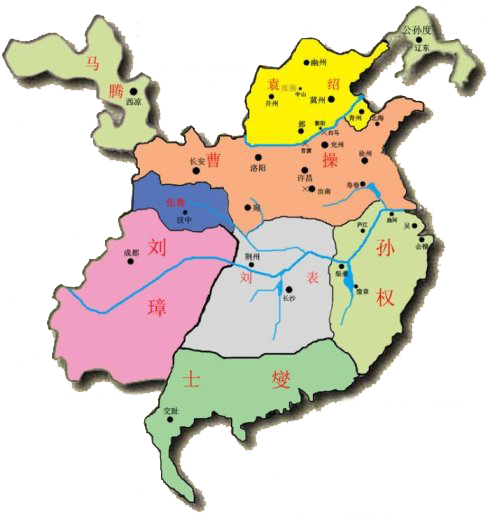 公孙度
辽东
马
腾
西凉
幽州
袁 绍
张燕
中山
并州
冀州
青州
邺
黎阳
白马
北海
官渡
兖州
曹 操
长安
洛阳
许昌
徐州
汝南
寿春
宛
张鲁
汉中
曲阿
吴
会稽
庐江
孙
权
柴桑
豫章
刘
璋
成都
荆州
刘 表
长沙
士 燮
交趾